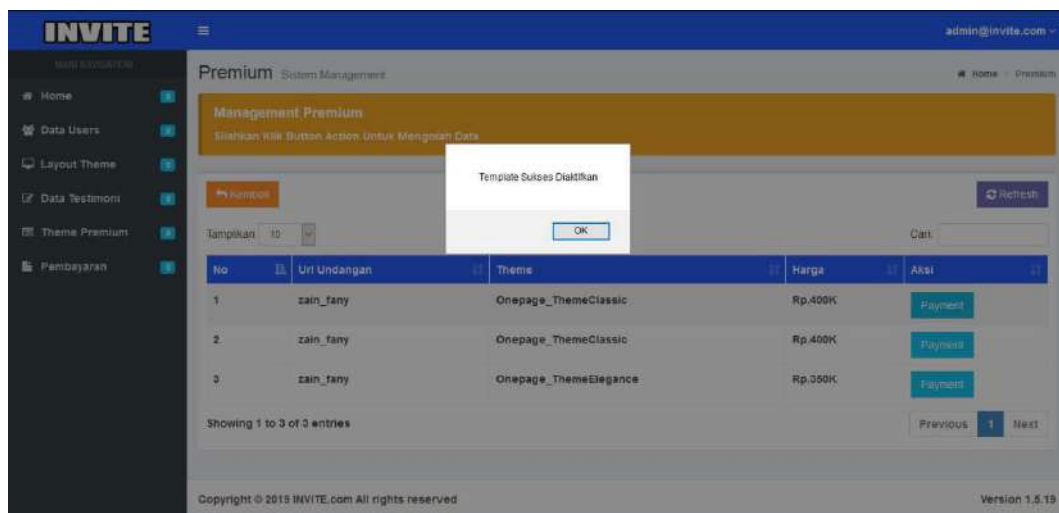 INVITE
admin@invite.com
MAIN NAVIGATION
Home
Data Users
Layout Theme
Data Testimoni
Theme Premium
Pembayaran
Premium Sistem Management
Home Premium
Management Premium
Silahkan Klik Button Action Untuk Mengolah Data
Template Sukses Diaktifkan
OK
Kembali
Refresh
Tampilkan 10
Cari:
No Url Undangan Theme Harga Aksi
1 zain_fany Onepage_ThemeClassic Rp.400K Payment
2 zain_fany Onepage_ThemeClassic Rp.400K Payment
3 zain_fany Onepage_ThemeElegance Rp.350K Payment
Showing 1 to 3 of 3 entries
Previous 1 Next
Copyright © 2019 INVITE.com All rights reserved
Version 1.5.19